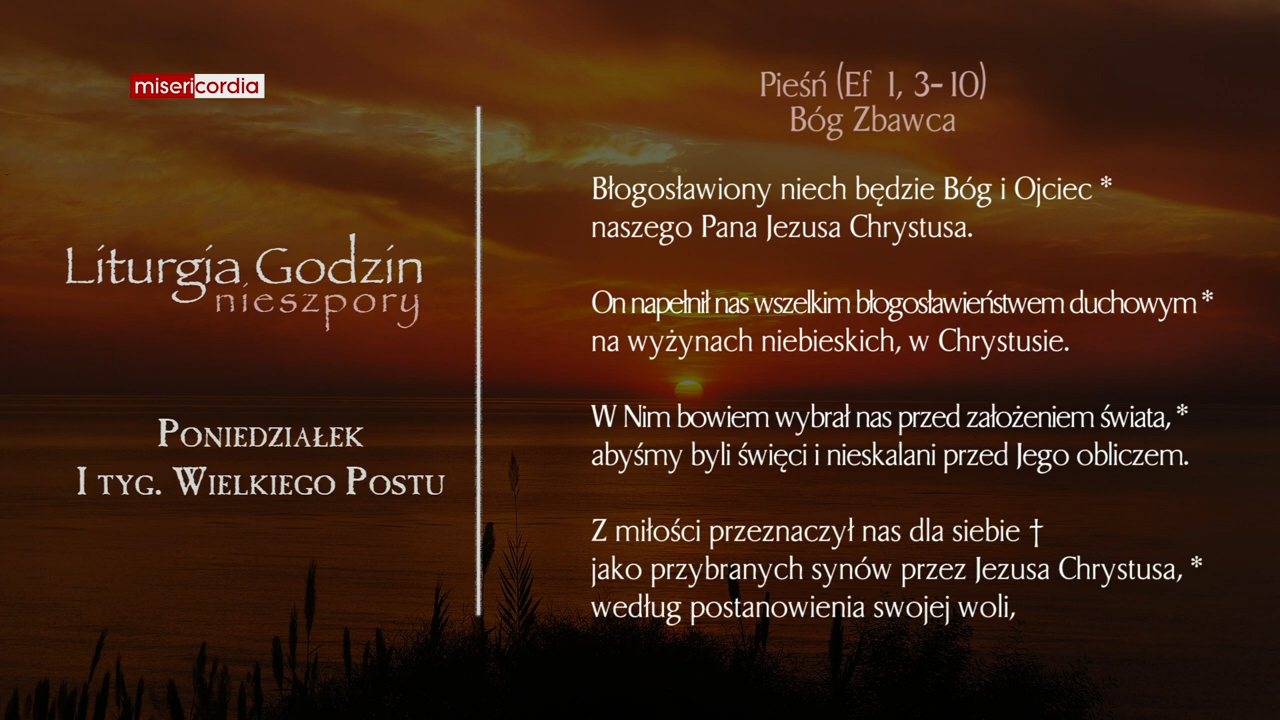 misericordia
Liturgia Godzin
nieszpory
Poniedziałek
I tyg. Wielkiego Postu
Pieśń (Ef 1, 3-10)
Bóg Zbawca
Błogosławiony niech będzie Bóg i Ojciec *
naszego Pana Jezusa Chrystusa.
On napełnił nas wszelkim błogosławieństwem duchowym *
na wyżynach niebieskich, w Chrystusie.
W Nim bowiem wybrał nas przed założeniem świata, *
abyśmy byli święci i nieskalani przed Jego obliczem.
Z miłości przeznaczył nas dla siebie †
jako przybranych synów przez Jezusa Chrystusa, *
według postanowienia swojej woli,